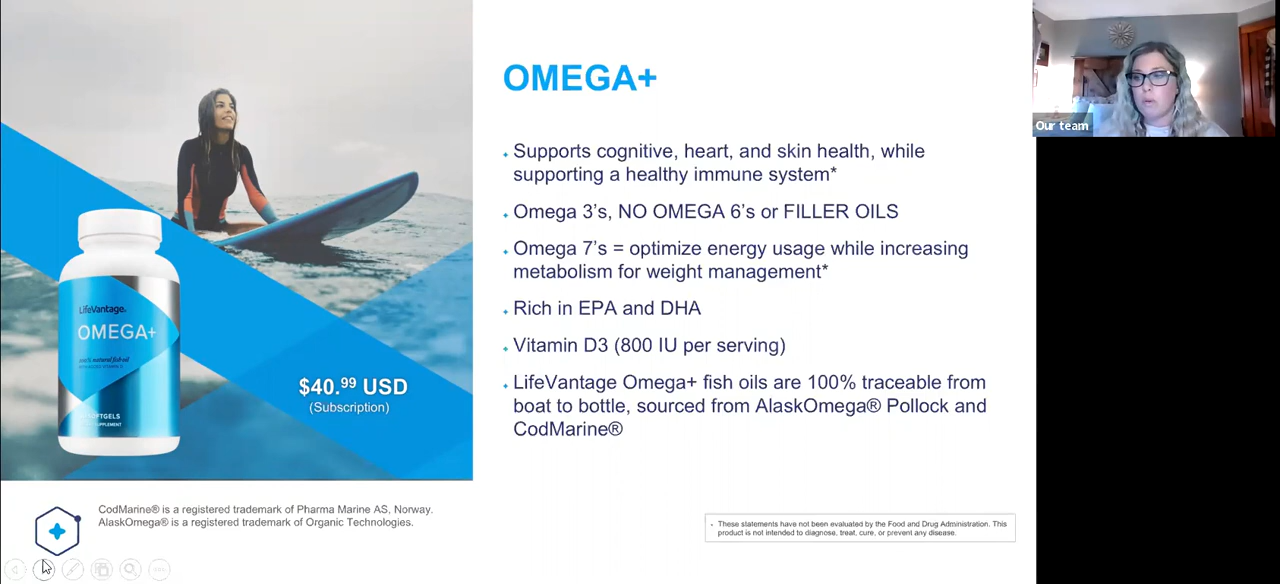 OMEGA+
Supports cognitive, heart, and skin health, while
supporting a healthy immune system*
Omega 3’s, NO OMEGA 6’s or FILLER OILS
Omega 7’s = optimize energy usage while increasing
metabolism for weight management*
Rich in EPA and DHA
Vitamin D3 (800 IU per serving)
LifeVantage Omega+ fish oils are 100% traceable from
boat to bottle, sourced from AlaskOmega® Pollock and
CodMarine®
LifeVantage.
OMEGA+
natural fish oil
SOFTGELS
SUPPLEMENT
$40.99 USD
(Subscription)
CodMarine® is a registered trademark of Pharma Marine AS, Norway.
AlaskOmega® is a registered trademark of Organic Technologies.
These statements have not been evaluated by the Food and Drug Administration. This
product is not intended to diagnose, treat, cure, or prevent any disease.
Our team